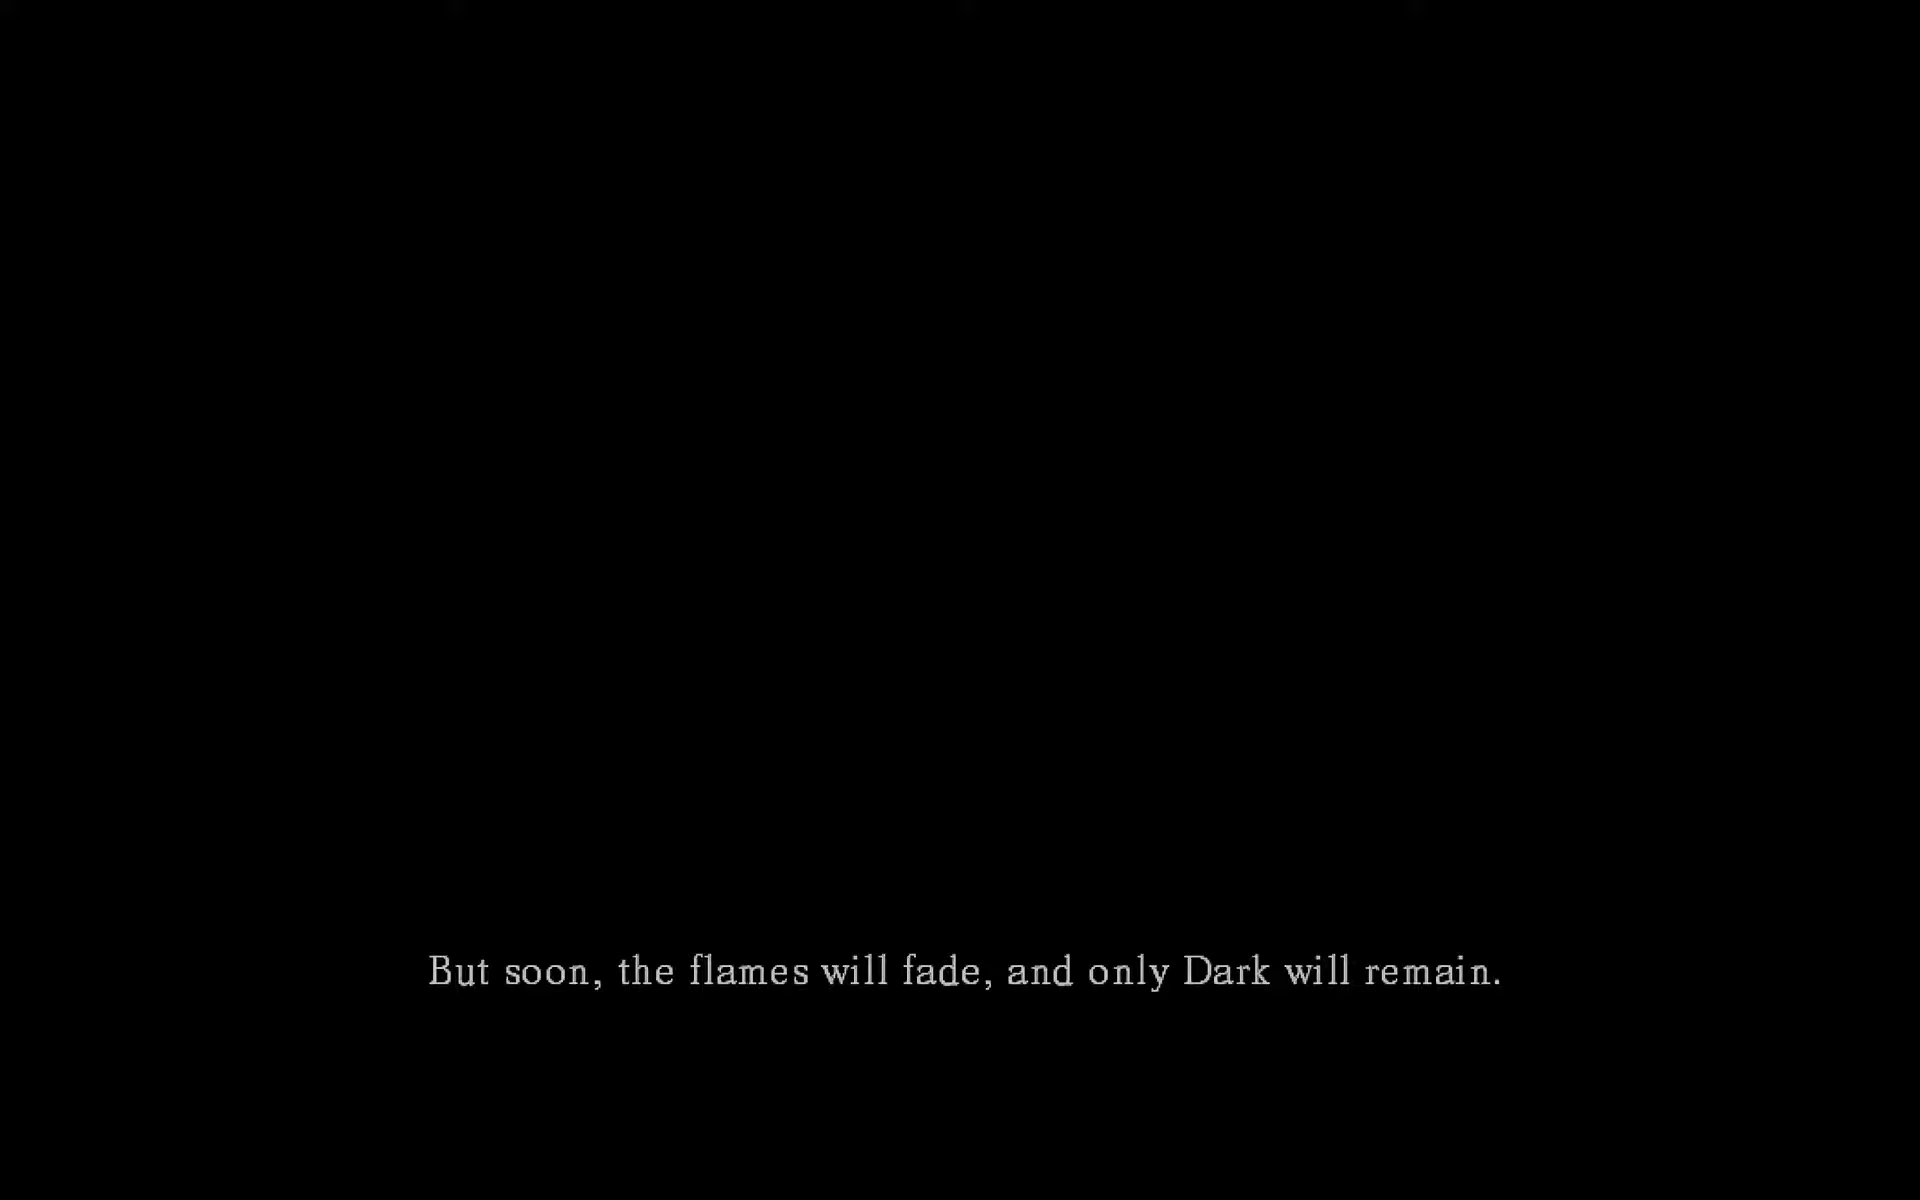 But soon, the flames will fade, and only Dark will remain.